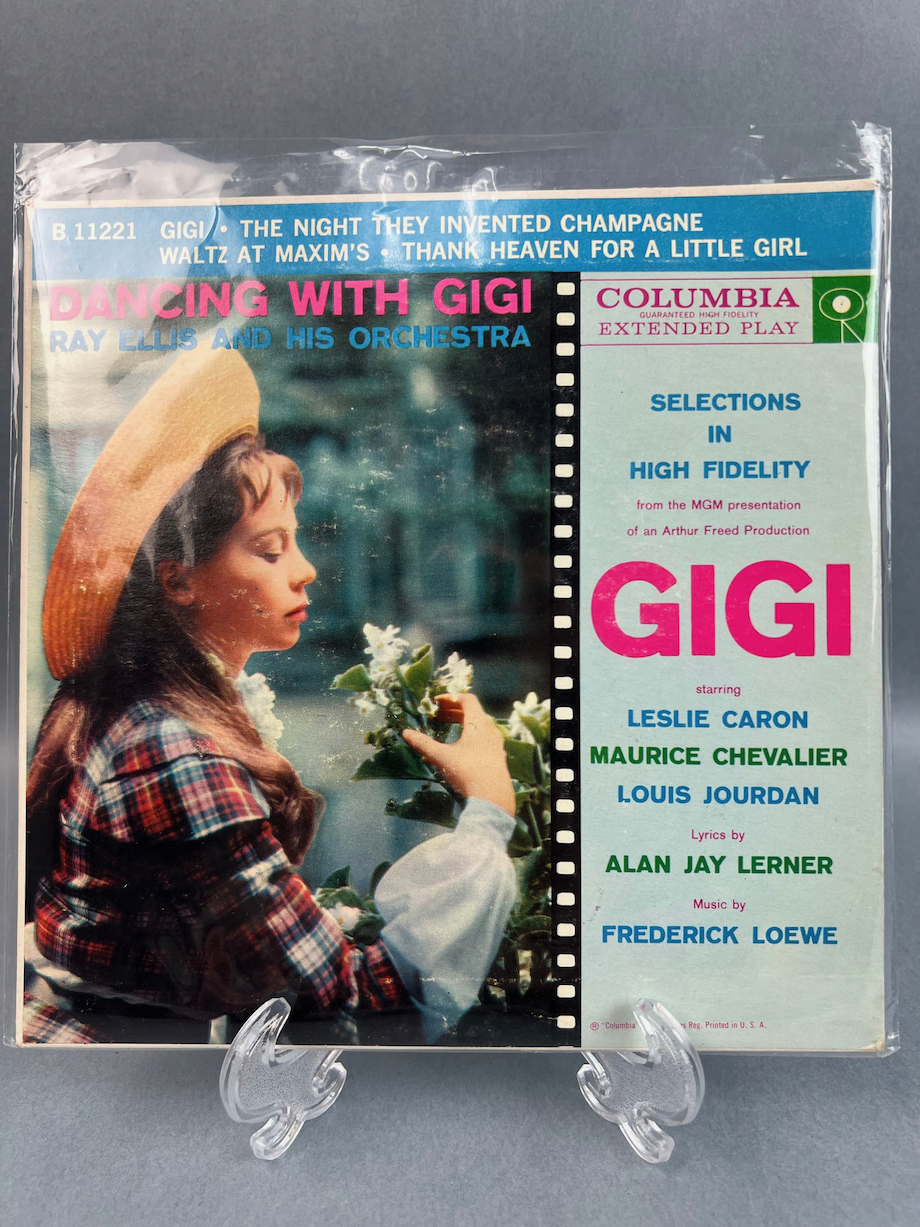 B 11221 GIGI • THE NIGHT THEY INVENTED CHAMPAGNE
WALTZ AT MAXIM'S • THANK HEAVEN FOR A LITTLE GIRL
DANCING WITH GIGI
RAY ELLIS AND HIS ORCHESTRA
COLUMBIA
GUARANTEED HIGH FIDELITY
EXTENDED PLAY
SELECTIONS
IN
HIGH FIDELITY
from the MGM presentation
of an Arthur Freed Production
GIGI
starring
LESLIE CARON
MAURICE CHEVALIER
LOUIS JOURDAN
Lyrics by
ALAN JAY LERNER
Music by
FREDERICK LOEWE
® "Columbia Reg. Printed in U. S. A.